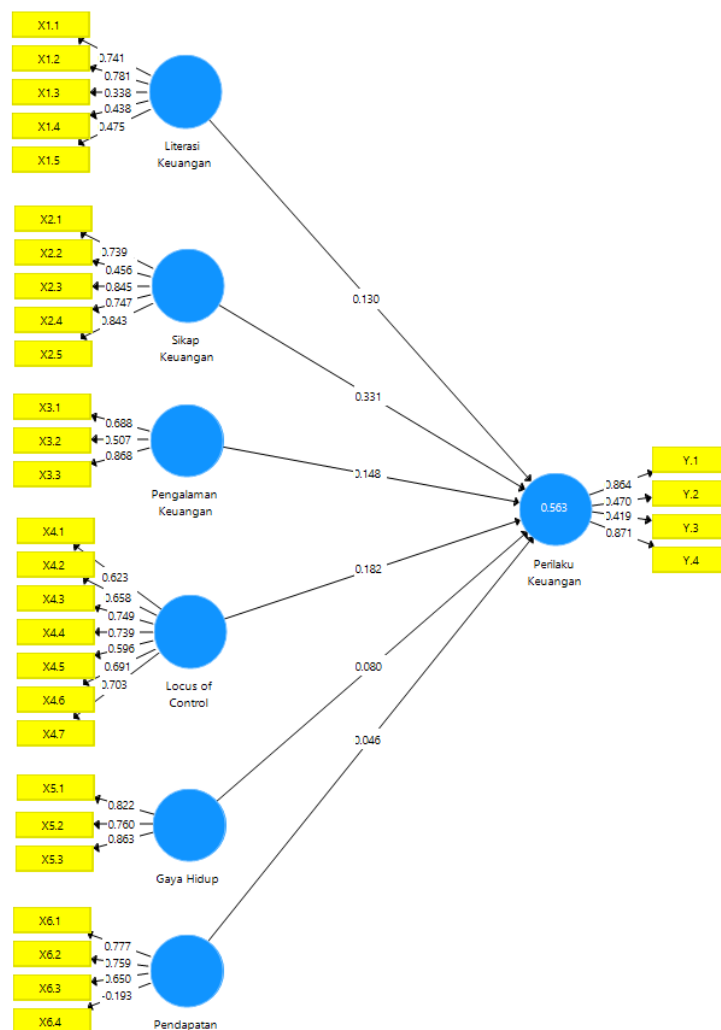 X1.1
X1.2
X1.3
X1.4
X1.5
0.741
0.781
0.338
0.438
0.475
Literasi
Keuangan
X2.1
X2.2
X2.3
X2.4
X2.5
0.739
0.456
0.845
0.747
0.843
Sikap
Keuangan
X3.1
X3.2
X3.3
0.688
0.507
0.868
Pengalaman
Keuangan
X4.1
X4.2
X4.3
X4.4
X4.5
X4.6
X4.7
0.623
0.658
0.749
0.739
0.596
0.691
0.703
Locus of
Control
X5.1
X5.2
X5.3
0.822
0.760
0.863
Gaya Hidup
X6.1
X6.2
X6.3
X6.4
0.777
0.759
0.650
-0.193
Pendapatan
0.130
0.331
0.148
0.182
0.080
0.046
0.563
Perilaku
Keuangan
0.864
0.470
0.419
0.871
Y.1
Y.2
Y.3
Y.4